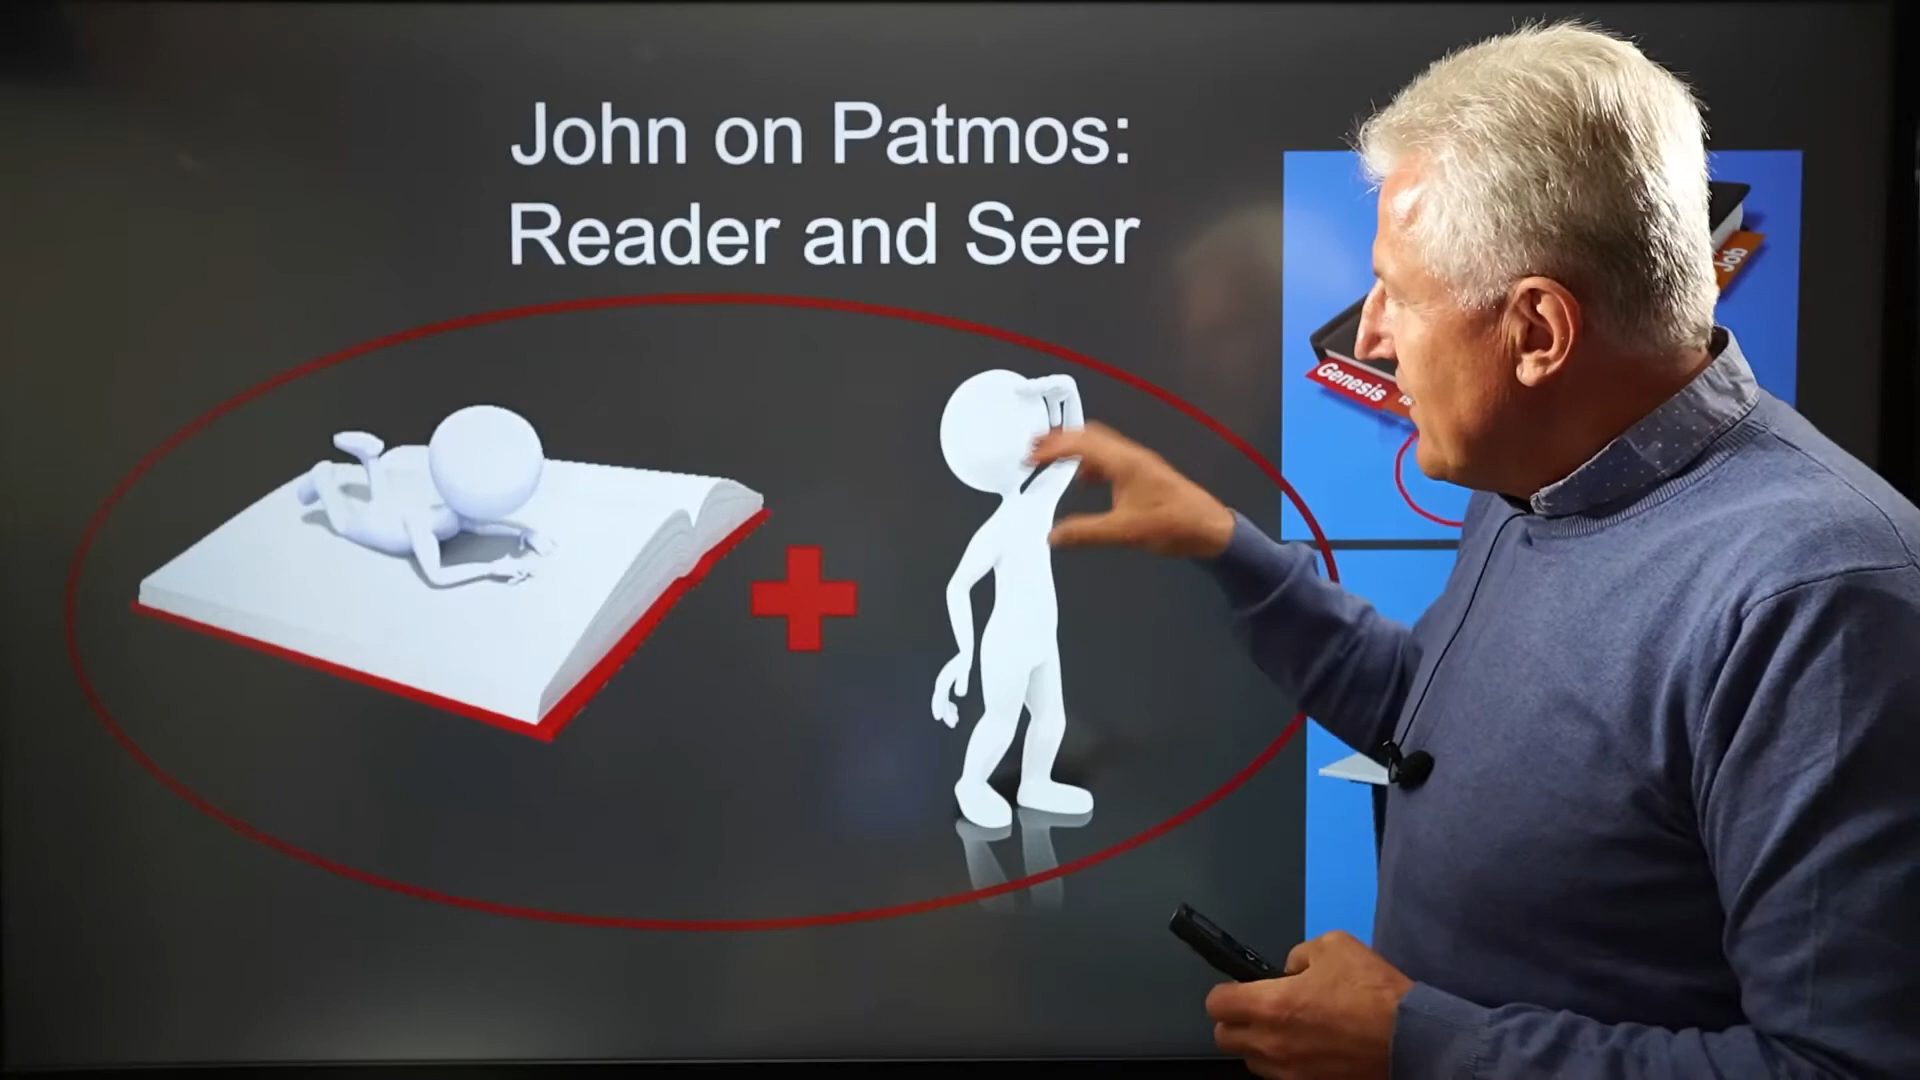 John on Patmos:
Reader and Seer
Job
Genesis